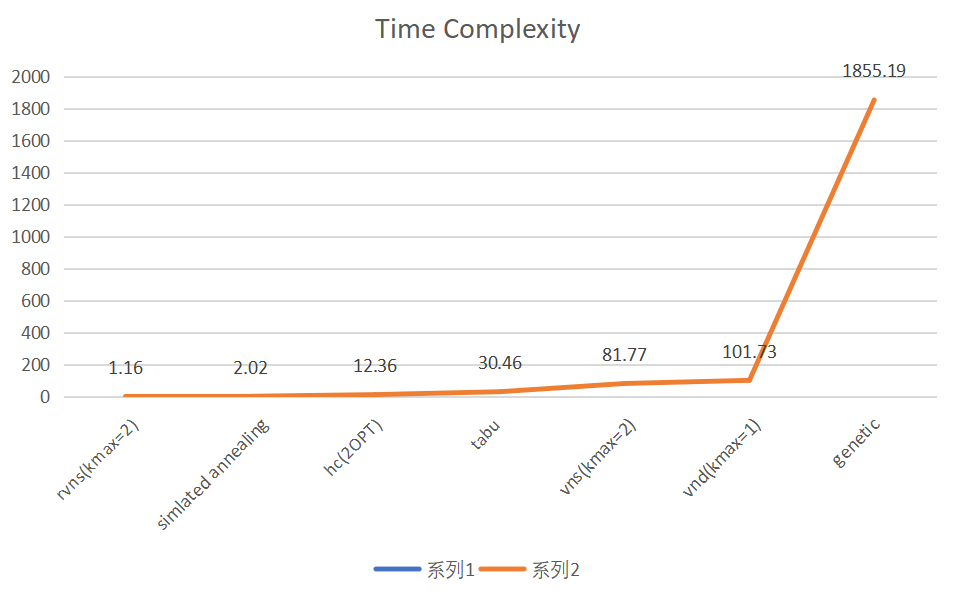 Time Complexity
2000
1800
1600
1400
1200
1000
800
600
400
200
0
1.16
2.02
12.36
30.46
81.77
101.73
1855.19
rvns(kmax=2)
simlated annealing
hc(2OPT)
tabu
vns(kmax=2)
vnd(kmax=1)
genetic
系列1
系列2